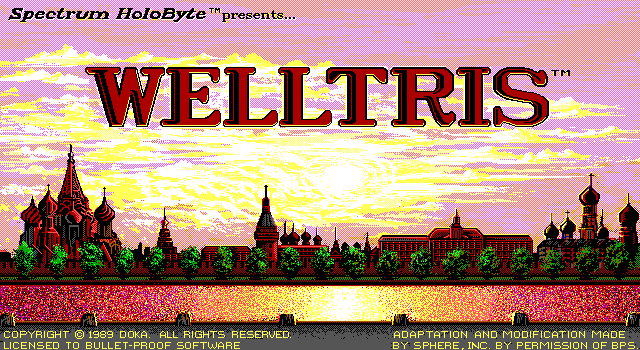 Spectrum HoloByte™ presents...
WELLTRIS™
COPYRIGHT © 1989 DOKA. ALL RIGHTS RESERVED.
LICENSED TO BULLET-PROOF SOFTWARE
ADAPTATION AND MODIFICATION MADE
BY SPHERE, INC. BY PERMISSION OF BPS